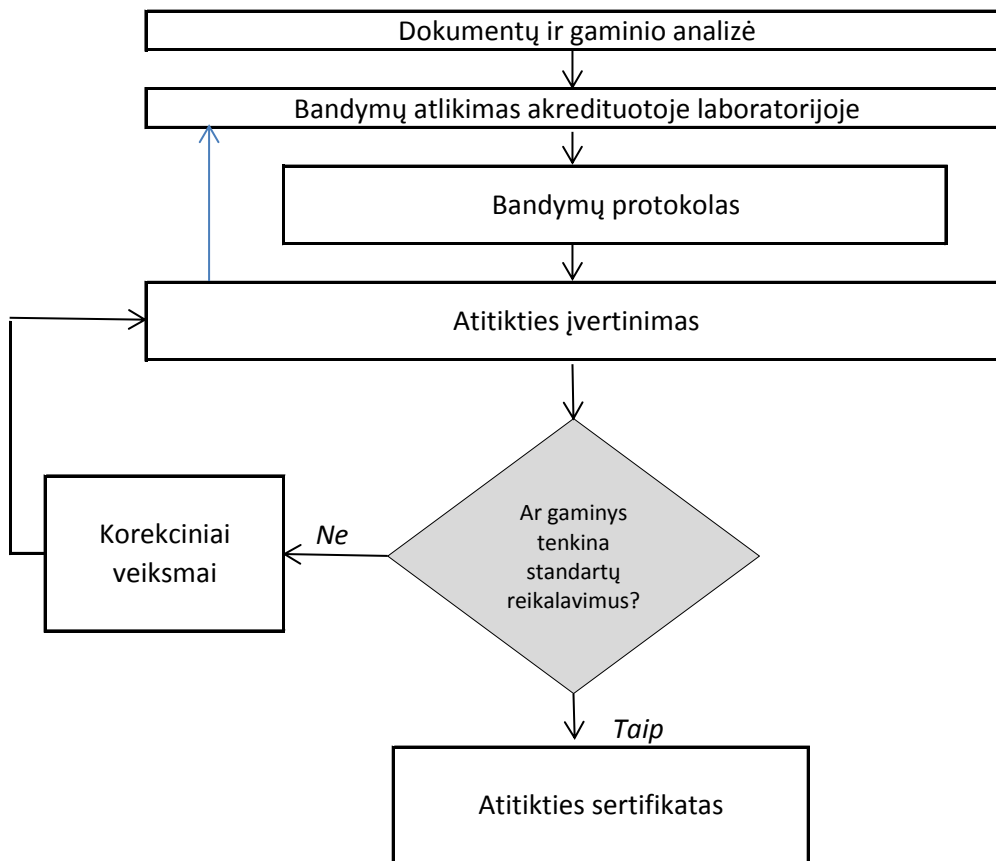 Dokumentų ir gaminio analizė
Bandymų atlikimas akredituotoje laboratorijoje
Bandymų protokolas
Atitikties įvertinimas
Ar gaminys
tenkina
standartų
reikalavimus?
Ne
Korekciniai
veiksmai
Taip
Atitikties sertifikatas